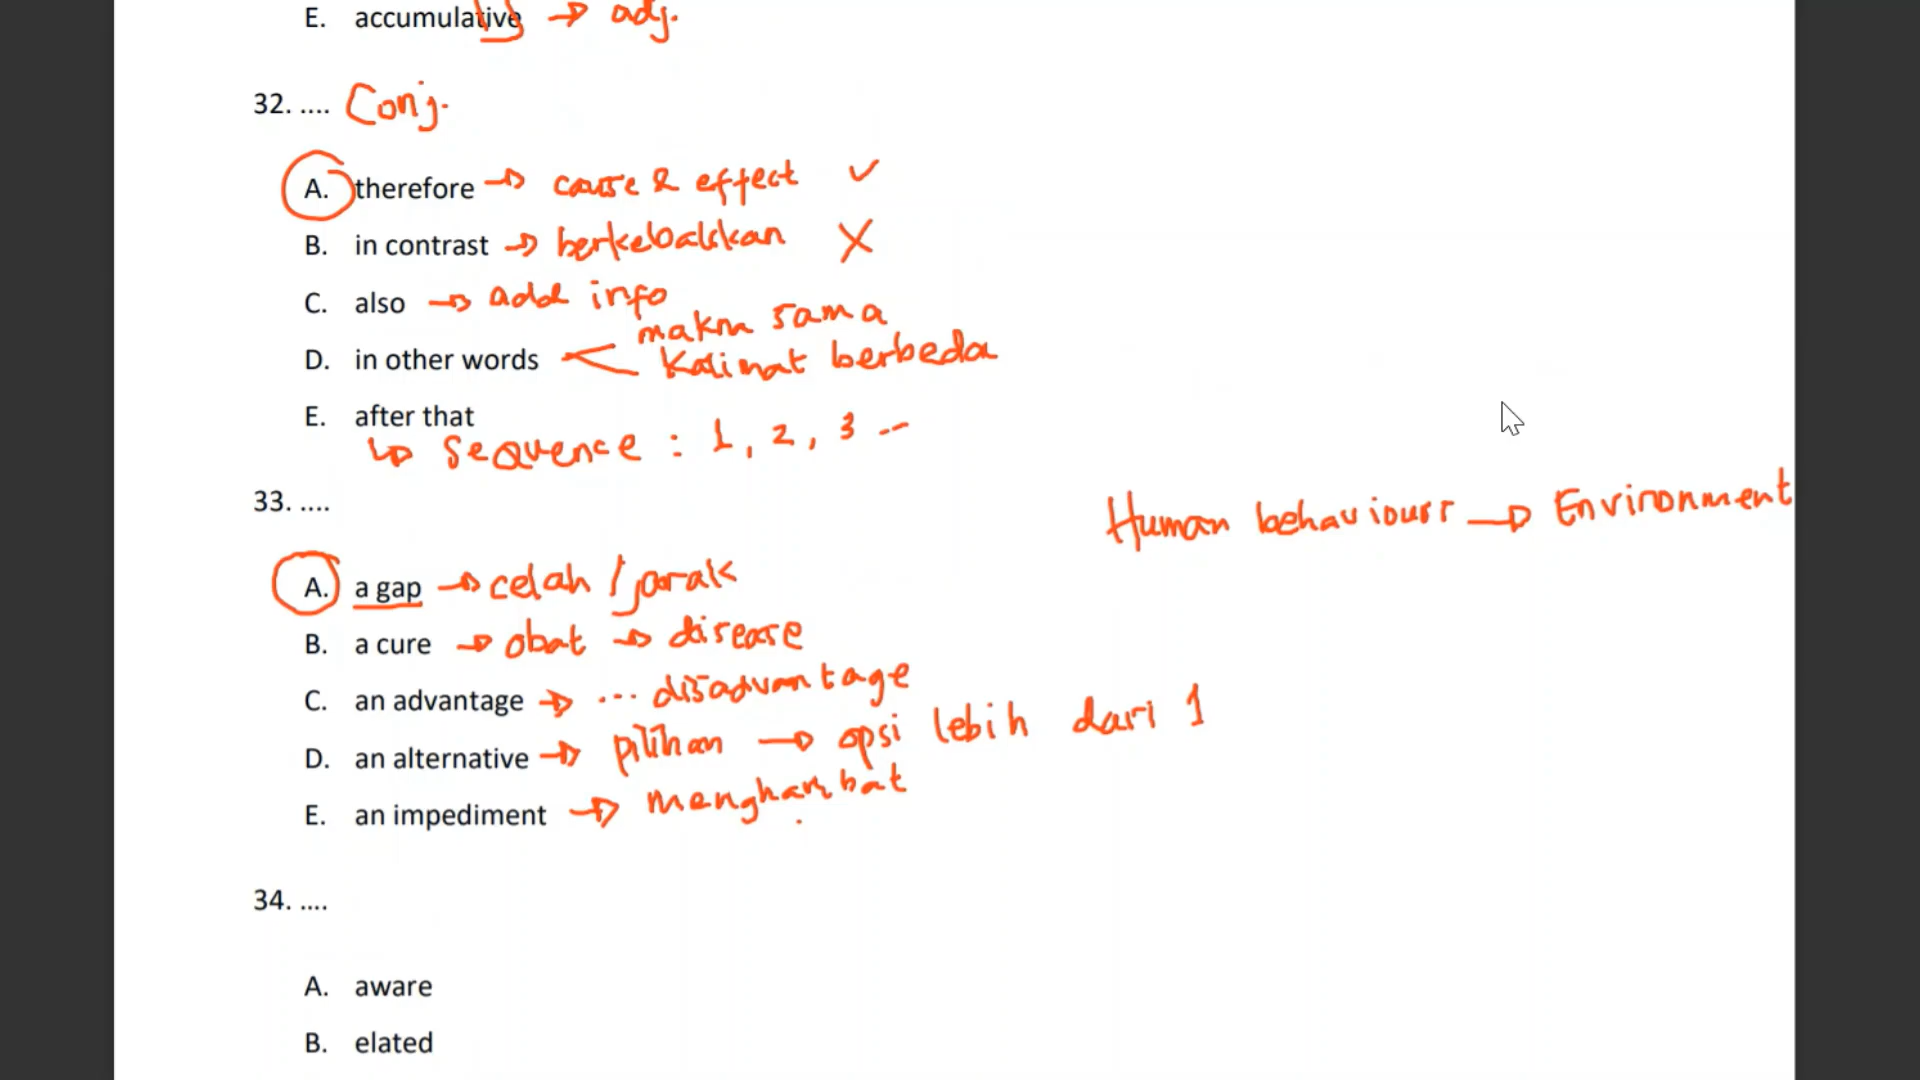 E. accumulative → adj.
32. .... Conj.
A. therefore → cause & effect ✓
B. in contrast → berkebalikkan X
C. also → add info
makna sama
D. in other words < Kalimat berbeda
E. after that
↳ Sequence : 1, 2, 3 --
33. ....
Human behaviour → Environment
A. a gap → celah / jarak
B. a cure → obat → disease
C. an advantage → ... disadvantage
D. an alternative → pilihan → opsi lebih dari 1
E. an impediment → menghambat
34. ....
A. aware
B. elated